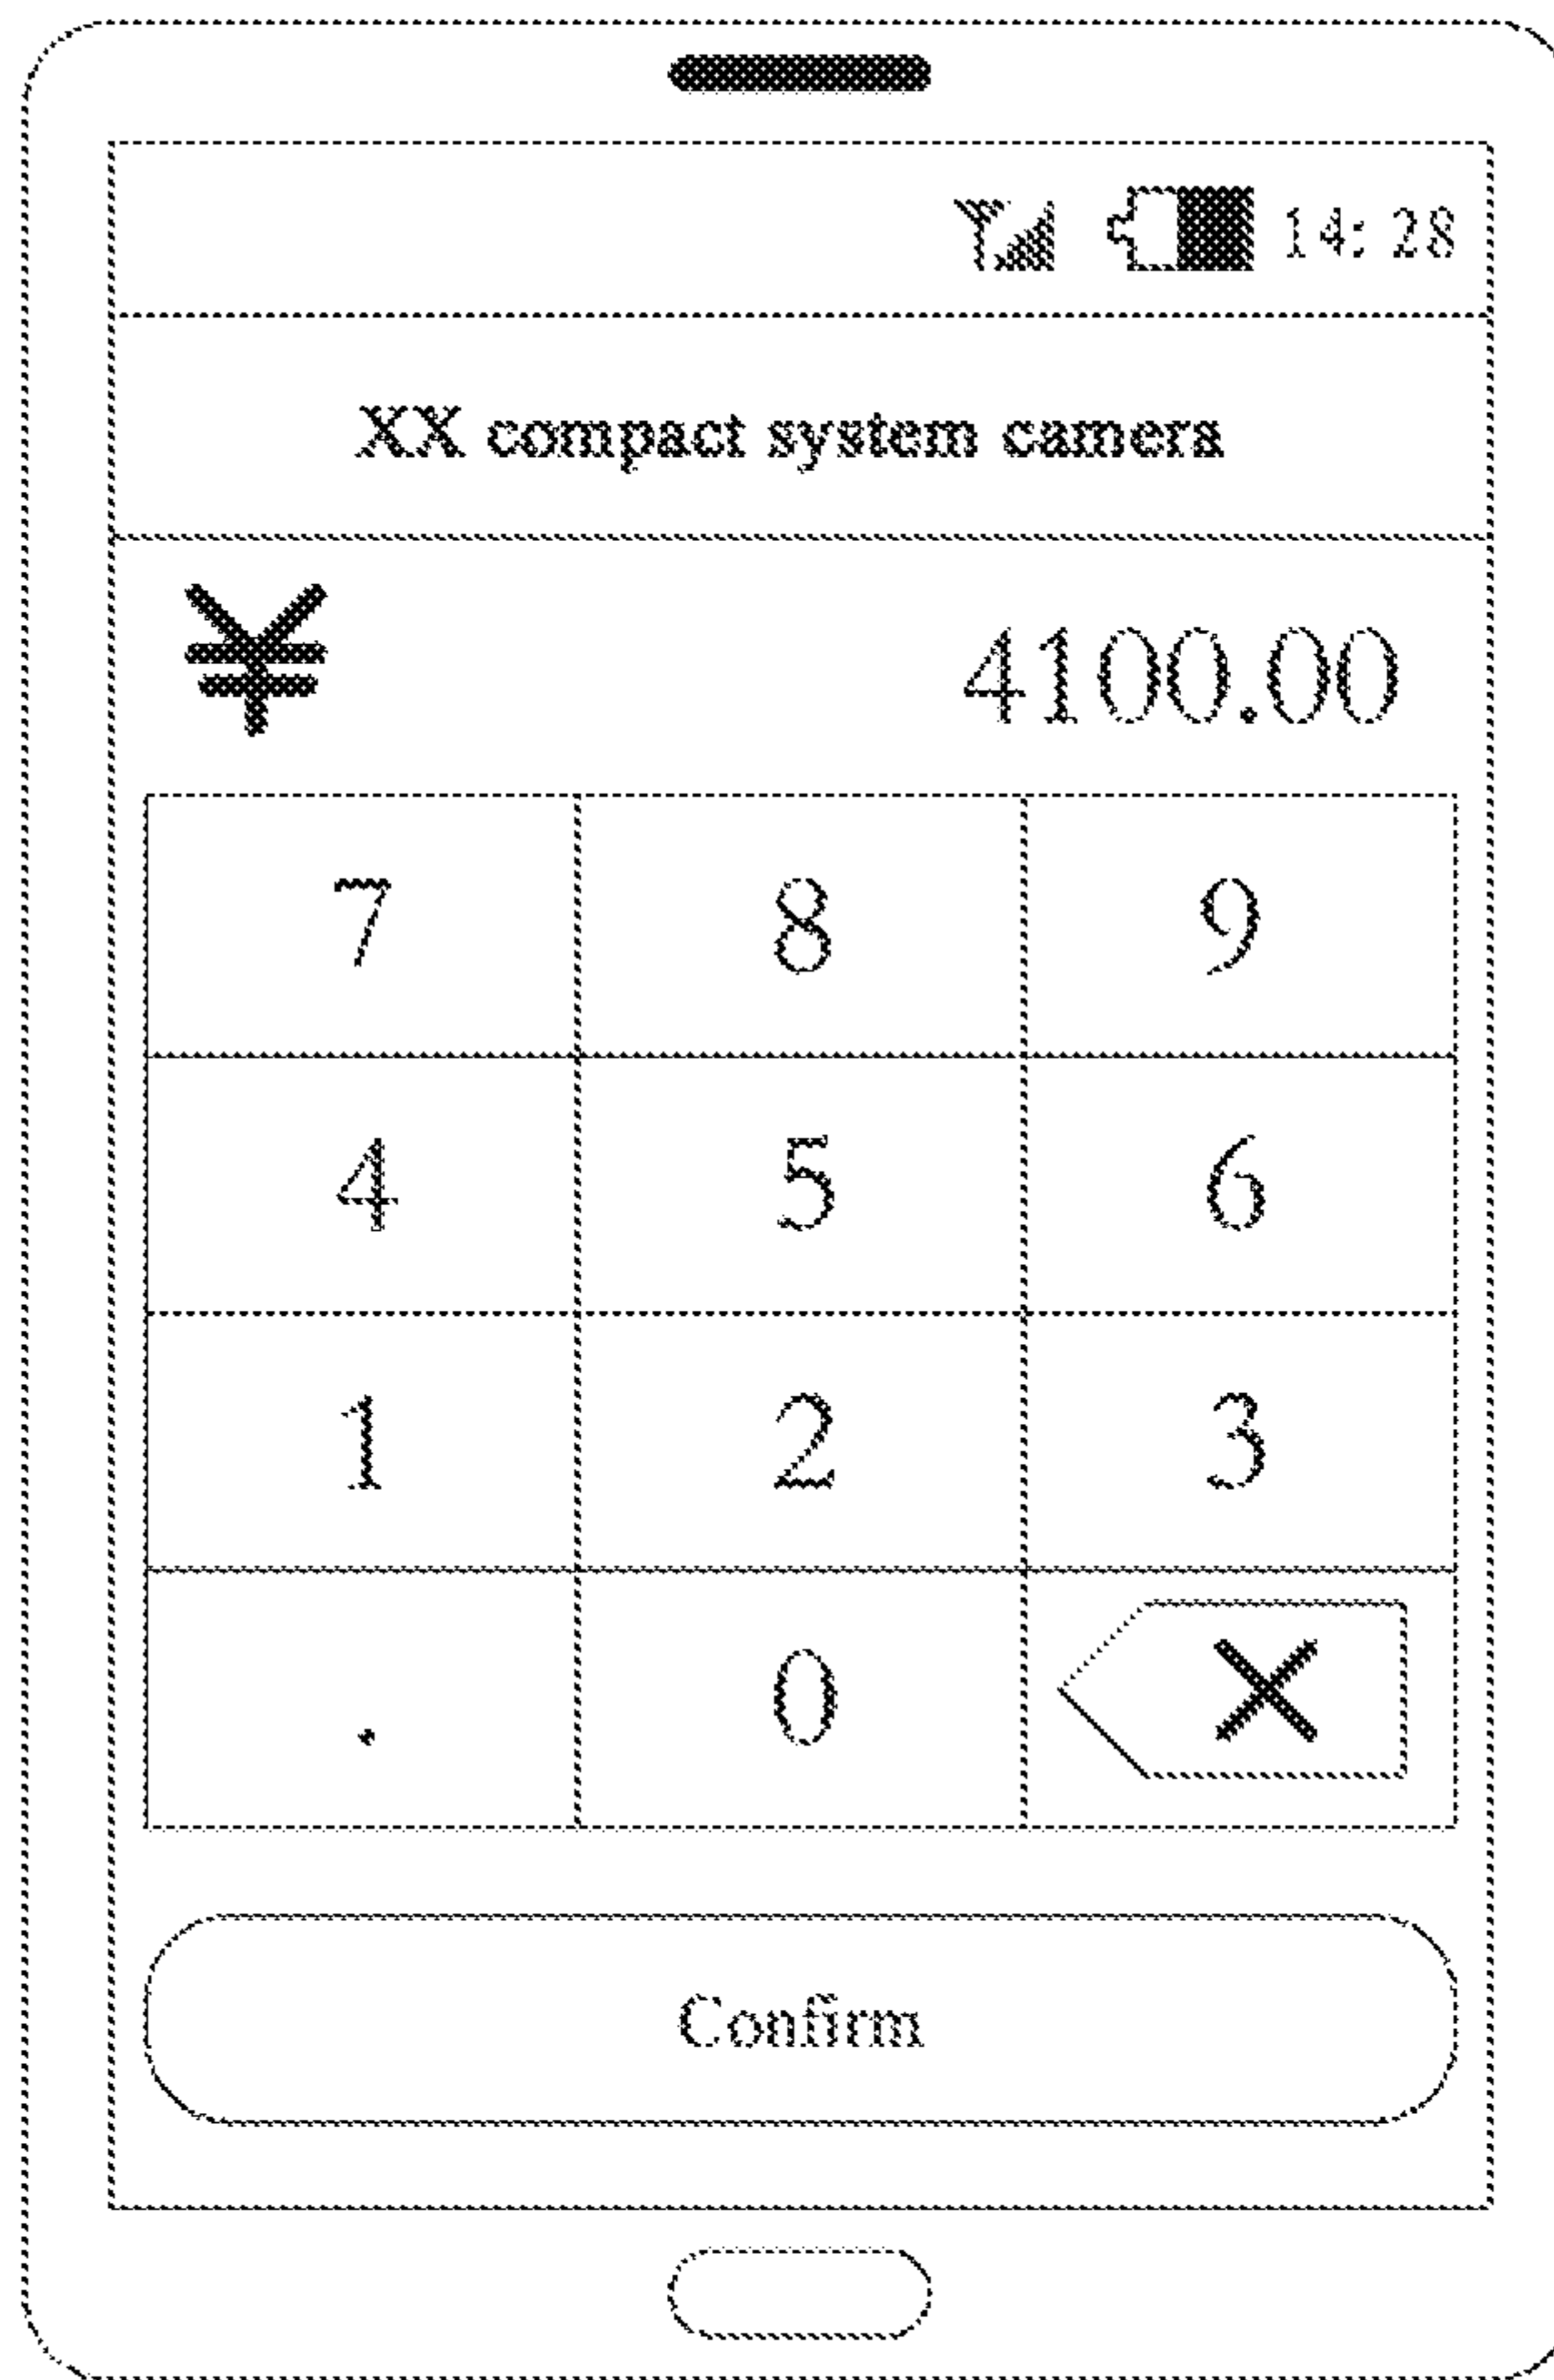 14: 28
XX compact system camera
¥ 4100.00
7 8 9
4 5 6
1 2 3
. 0
Confirm